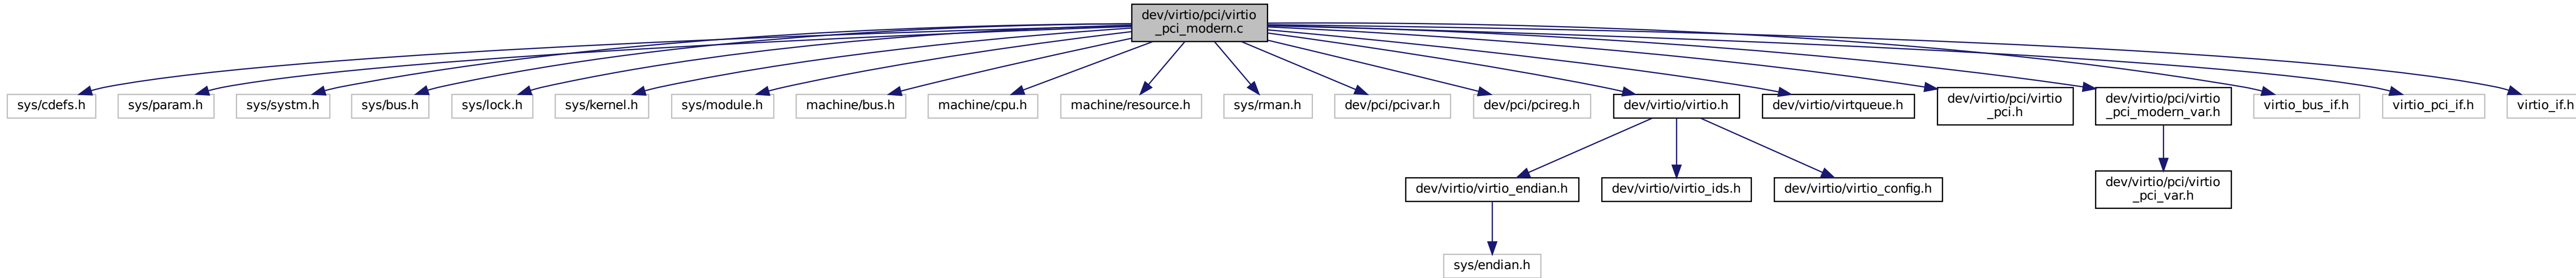 dev/virtio/pci/virtio
_pci_modern.c
sys/cdefs.h
sys/param.h
sys/systm.h
sys/bus.h
sys/lock.h
sys/kernel.h
sys/module.h
machine/bus.h
machine/cpu.h
machine/resource.h
sys/rman.h
dev/pci/pcivar.h
dev/pci/pcireg.h
dev/virtio/virtio.h
dev/virtio/virtqueue.h
dev/virtio/pci/virtio
_pci.h
dev/virtio/pci/virtio
_pci_modern_var.h
virtio_bus_if.h
virtio_pci_if.h
virtio_if.h
dev/virtio/virtio_endian.h
dev/virtio/virtio_ids.h
dev/virtio/virtio_config.h
dev/virtio/pci/virtio
_pci_var.h
sys/endian.h